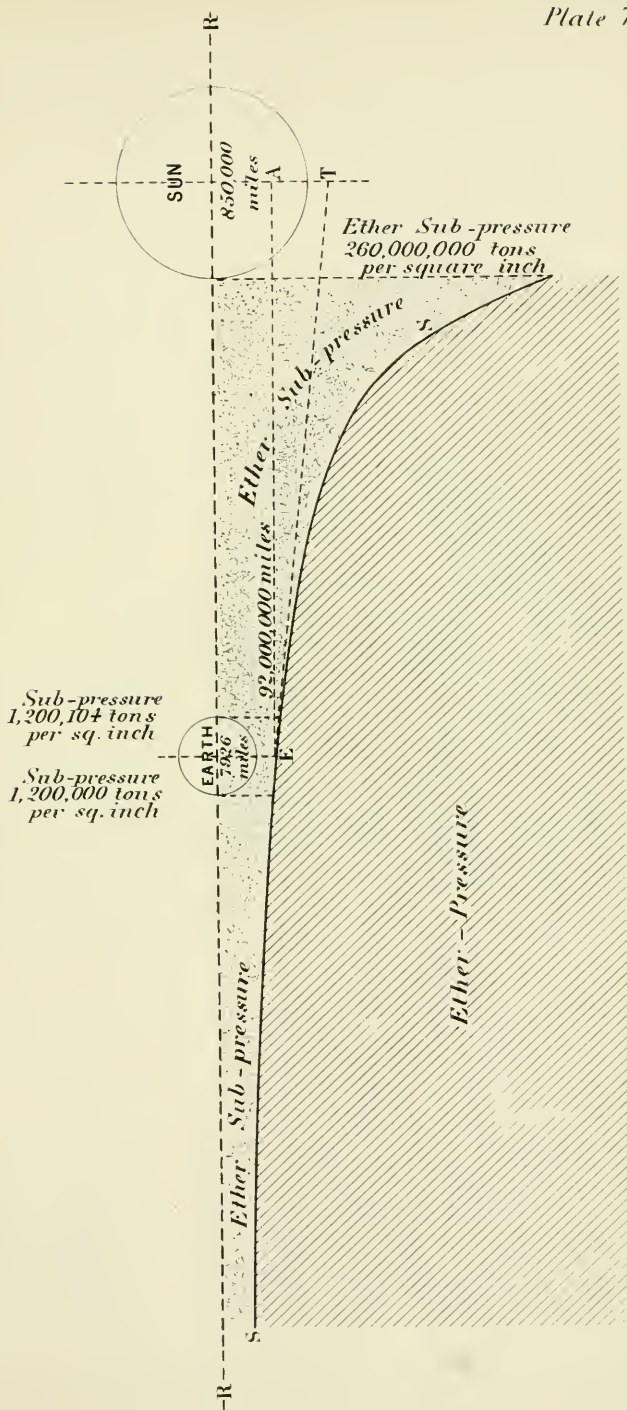 Plate 7
R
SUN
850,000
miles
A
T
Ether Sub-pressure
260,000,000 tons
per square inch
S
Ether Sub-pressure
92,000,000 miles
Sub-pressure
1,200,104 tons
per sq. inch
EARTH
7926
miles
E
Sub-pressure
1,200,000 tons
per sq. inch
Ether-Pressure
Ether Sub-pressure
S
R